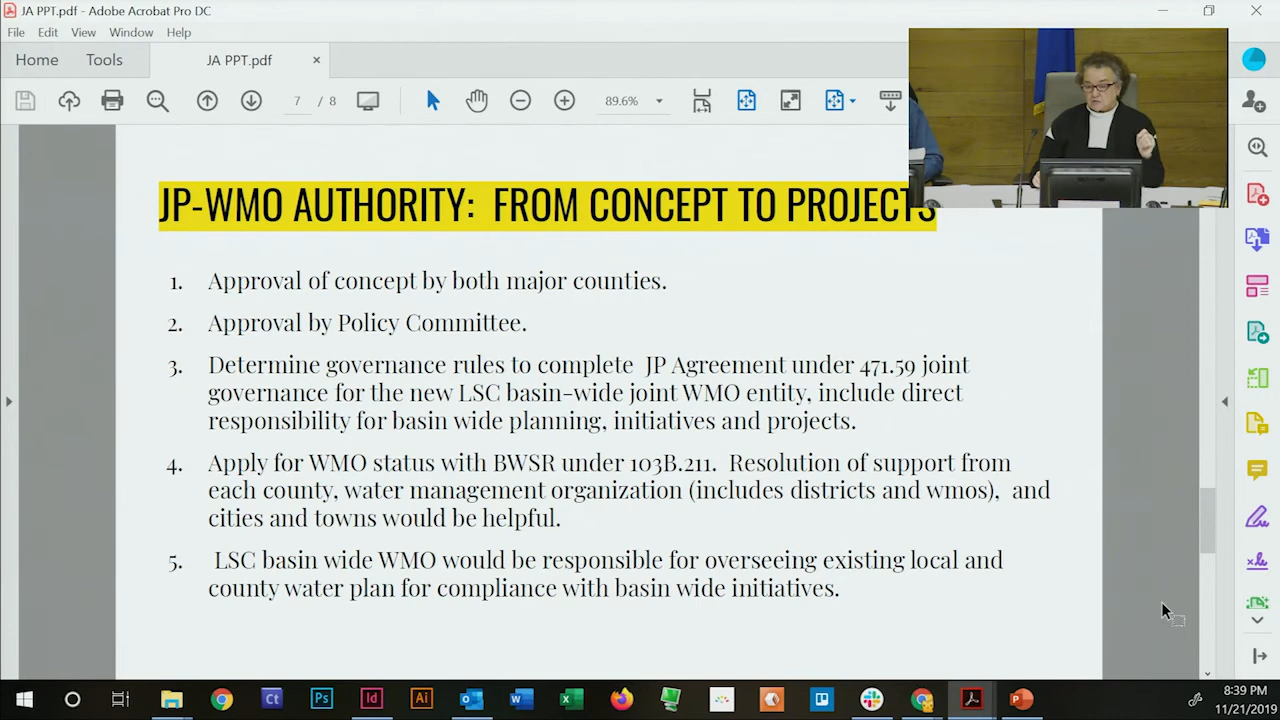 JA PPT.pdf - Adobe Acrobat Pro DC
File Edit View Window Help
Home Tools JA PPT.pdf
7 / 8 89.6%
JP-WMO AUTHORITY: FROM CONCEPT TO PROJECTS
1. Approval of concept by both major counties.
2. Approval by Policy Committee.
3. Determine governance rules to complete JP Agreement under 471.59 joint
governance for the new LSC basin-wide joint WMO entity, include direct
responsibility for basin wide planning, initiatives and projects.
4. Apply for WMO status with BWSR under 103B.211. Resolution of support from
each county, water management organization (includes districts and wmos), and
cities and towns would be helpful.
5. LSC basin wide WMO would be responsible for overseeing existing local and
county water plan for compliance with basin wide initiatives.
Ct Ps Id Ai
8:39 PM
11/21/2019